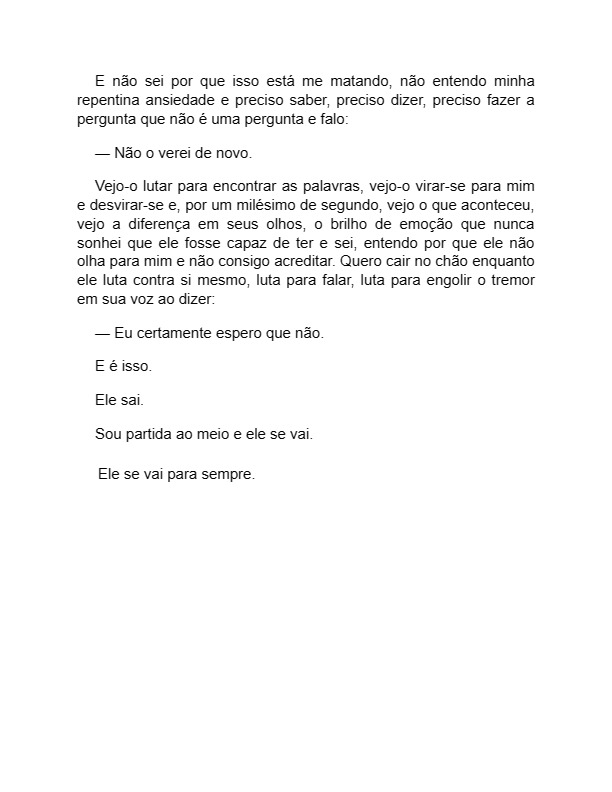 E não sei por que isso está me matando, não entendo minha
repentina ansiedade e preciso saber, preciso dizer, preciso fazer a
pergunta que não é uma pergunta e falo:
— Não o verei de novo.
Vejo-o lutar para encontrar as palavras, vejo-o virar-se para mim
e desvirar-se e, por um milésimo de segundo, vejo o que aconteceu,
vejo a diferença em seus olhos, o brilho de emoção que nunca
sonhei que ele fosse capaz de ter e sei, entendo por que ele não
olha para mim e não consigo acreditar. Quero cair no chão enquanto
ele luta contra si mesmo, luta para falar, luta para engolir o tremor
em sua voz ao dizer:
— Eu certamente espero que não.
E é isso.
Ele sai.
Sou partida ao meio e ele se vai.
Ele se vai para sempre.